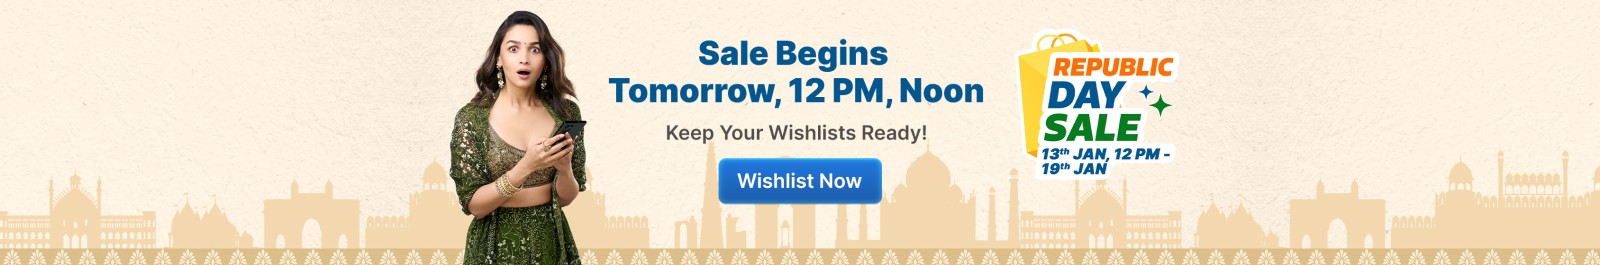 Sale Begins
Tomorrow, 12 PM, Noon
Keep Your Wishlists Ready!
Wishlist Now
REPUBLIC
DAY
SALE
13th JAN, 12 PM -
19th JAN